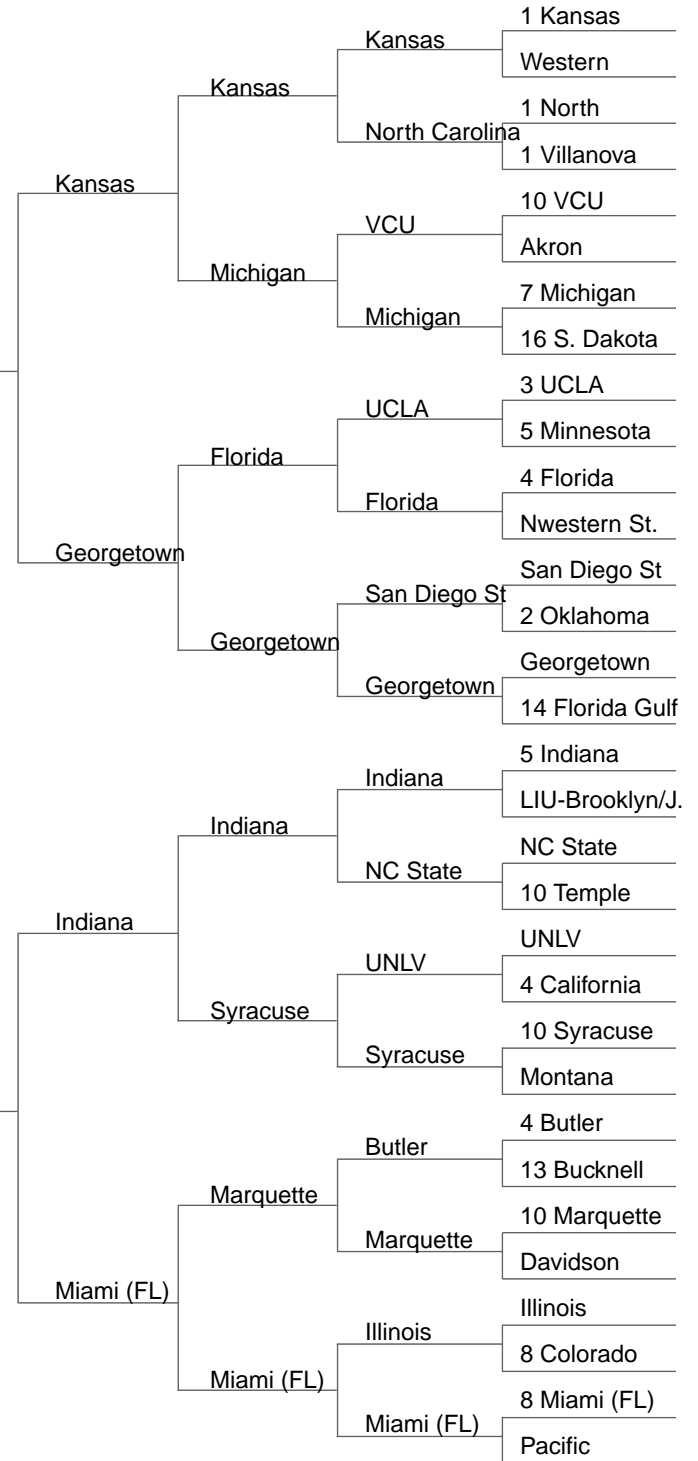 1 Kansas
Kansas
Western
Kansas
1 North
North Carolina
1 Villanova
Kansas
10 VCU
VCU
Akron
Michigan
7 Michigan
Michigan
16 S. Dakota
3 UCLA
UCLA
5 Minnesota
Florida
4 Florida
Florida
Nwestern St.
Georgetown
San Diego St
San Diego St
2 Oklahoma
Georgetown
Georgetown
Georgetown
14 Florida Gulf
5 Indiana
Indiana
LIU-Brooklyn/J.
Indiana
NC State
NC State
10 Temple
Indiana
UNLV
UNLV
4 California
Syracuse
10 Syracuse
Syracuse
Montana
4 Butler
Butler
13 Bucknell
Marquette
10 Marquette
Marquette
Davidson
Miami (FL)
Illinois
Illinois
8 Colorado
Miami (FL)
8 Miami (FL)
Miami (FL)
Pacific